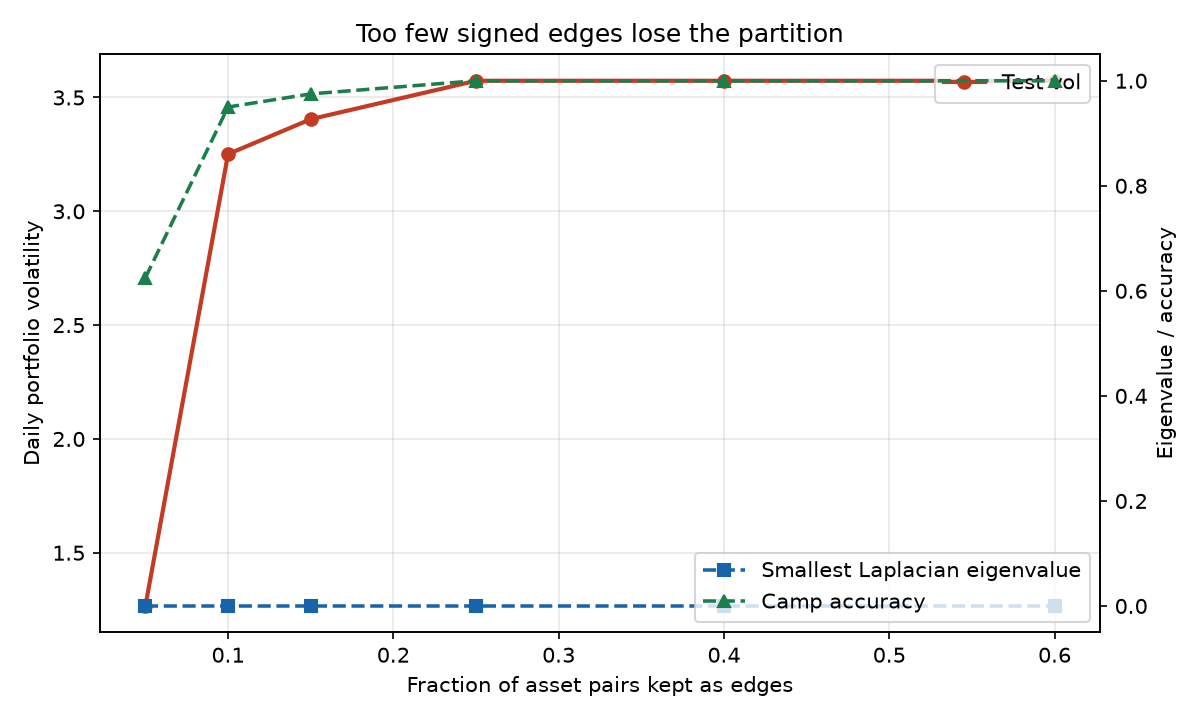 Too few signed edges lose the partition
Daily portfolio volatility
3.5
3.0
2.5
2.0
1.5
Test vol
1.0
0.8
0.6
0.4
0.2
0.0
Eigenvalue / accuracy
Smallest Laplacian eigenvalue
Camp accuracy
0.1
0.2
0.3
0.4
0.5
0.6
Fraction of asset pairs kept as edges